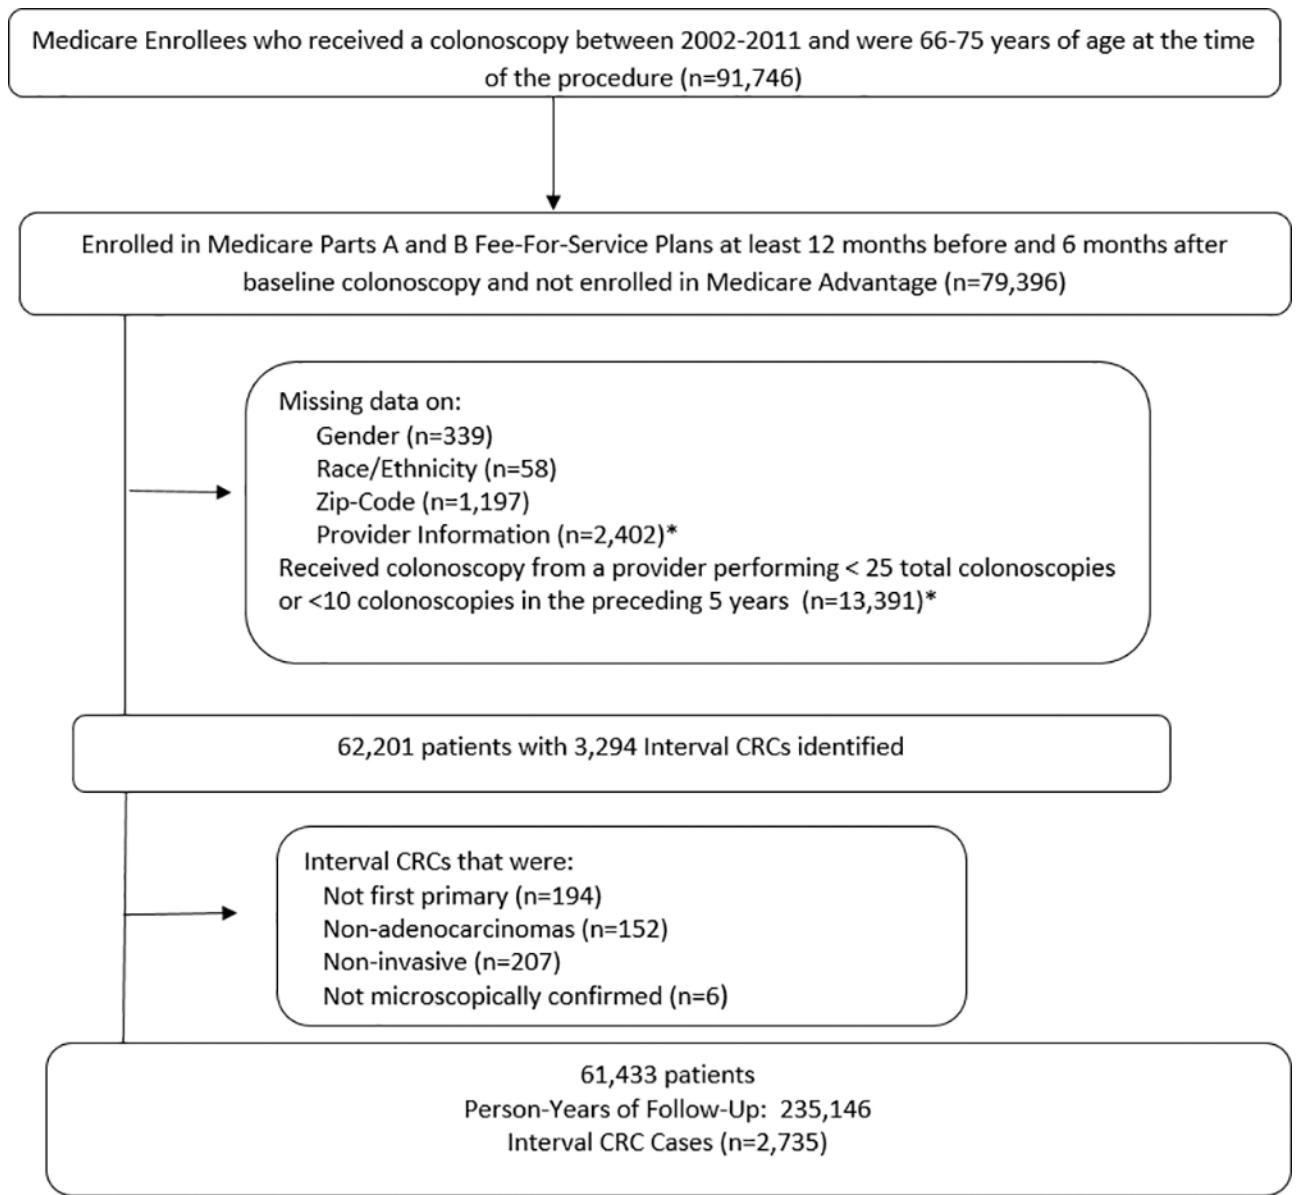 Medicare Enrollees who received a colonoscopy between 2002-2011 and were 66-75 years of age at the time
of the procedure (n=91,746)
Enrolled in Medicare Parts A and B Fee-For-Service Plans at least 12 months before and 6 months after
baseline colonoscopy and not enrolled in Medicare Advantage (n=79,396)
Missing data on:
Gender (n=339)
Race/Ethnicity (n=58)
Zip-Code (n=1,197)
Provider Information (n=2,402)*
Received colonoscopy from a provider performing < 25 total colonoscopies
or <10 colonoscopies in the preceding 5 years (n=13,391)*
62,201 patients with 3,294 Interval CRCs identified
Interval CRCs that were:
Not first primary (n=194)
Non-adenocarcinomas (n=152)
Non-invasive (n=207)
Not microscopically confirmed (n=6)
61,433 patients
Person-Years of Follow-Up: 235,146
Interval CRC Cases (n=2,735)